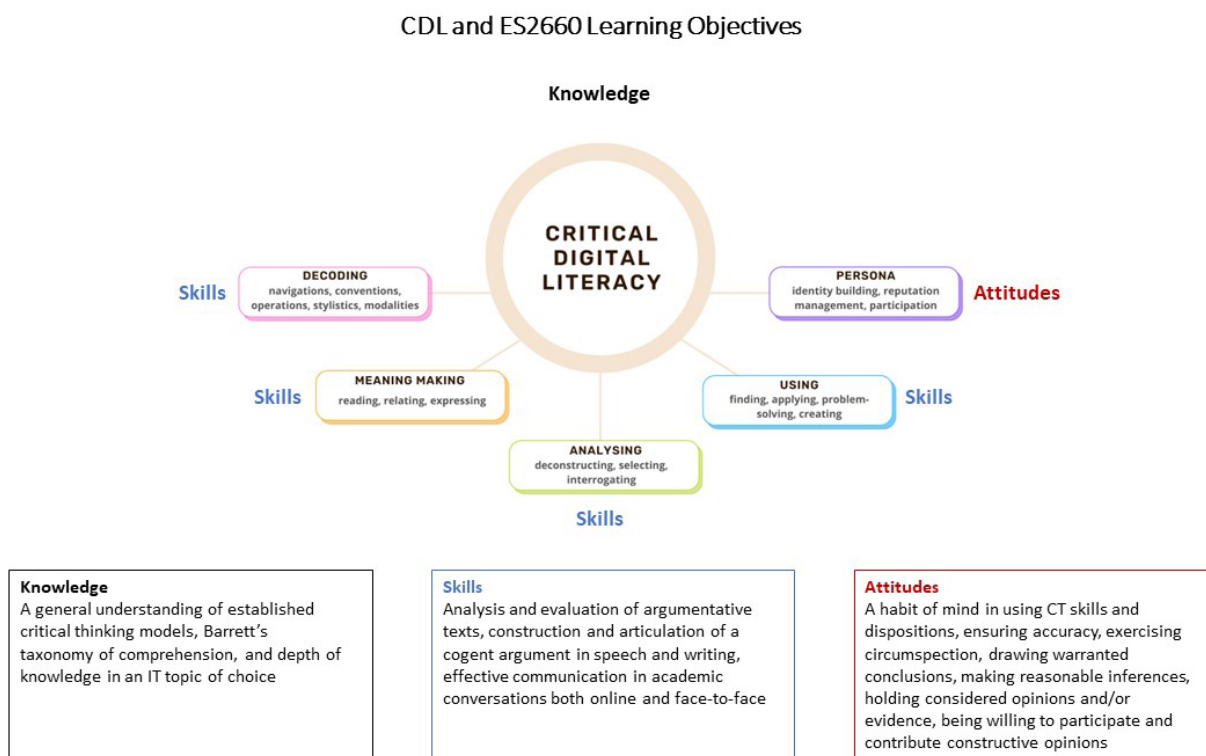 CDL and ES2660 Learning Objectives
Knowledge
CRITICAL
DIGITAL
LITERACY
Skills
DECODING
navigations, conventions,
operations, stylistics, modalities
PERSONA
identity building, reputation
management, participation
Attitudes
Skills
MEANING MAKING
reading, relating, expressing
USING
finding, applying, problem-
solving, creating
Skills
ANALYSING
deconstructing, selecting,
interrogating
Skills
Knowledge
A general understanding of established
critical thinking models, Barrett’s
taxonomy of comprehension, and depth of
knowledge in an IT topic of choice
Skills
Analysis and evaluation of argumentative
texts, construction and articulation of a
cogent argument in speech and writing,
effective communication in academic
conversations both online and face-to-face
Attitudes
A habit of mind in using CT skills and
dispositions, ensuring accuracy, exercising
circumspection, drawing warranted
conclusions, making reasonable inferences,
holding considered opinions and/or
evidence, being willing to participate and
contribute constructive opinions